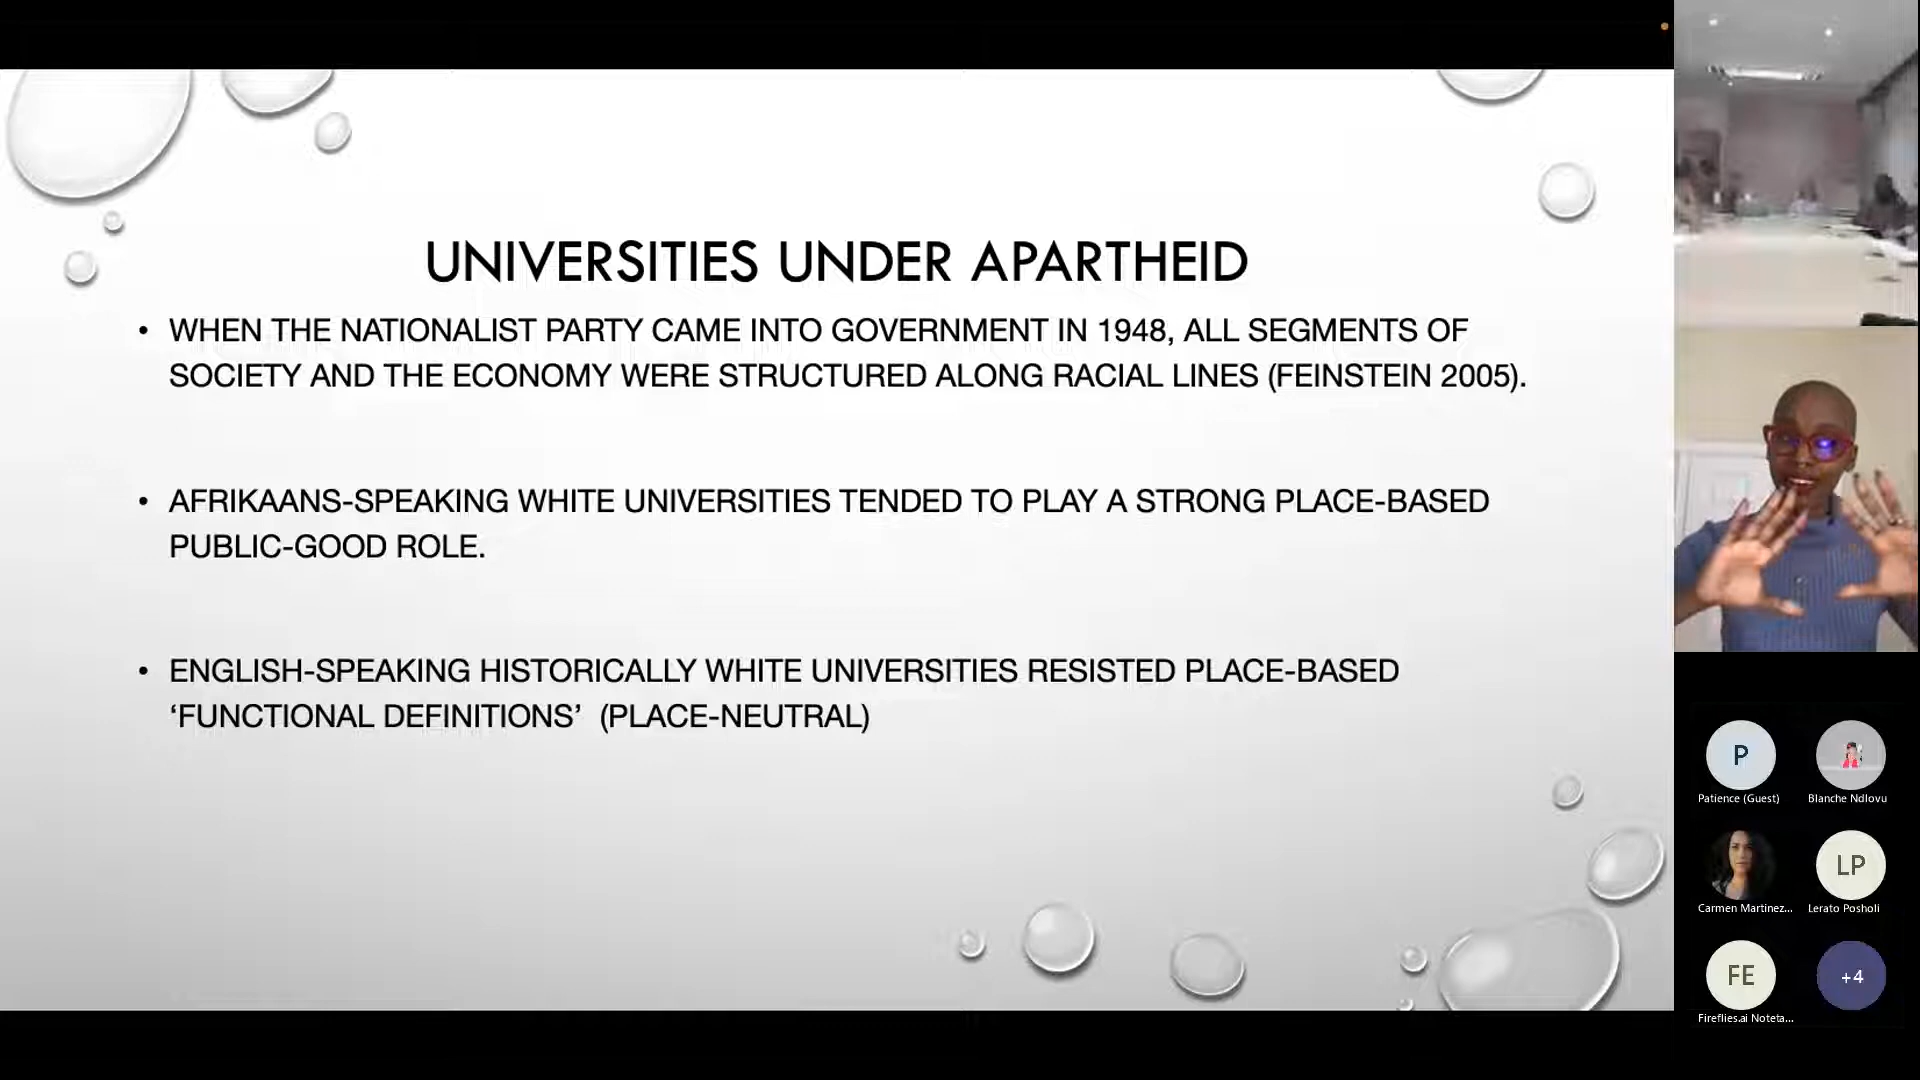 UNIVERSITIES UNDER APARTHEID
• WHEN THE NATIONALIST PARTY CAME INTO GOVERNMENT IN 1948, ALL SEGMENTS OF
SOCIETY AND THE ECONOMY WERE STRUCTURED ALONG RACIAL LINES (FEINSTEIN 2005).
• AFRIKAANS-SPEAKING WHITE UNIVERSITIES TENDED TO PLAY A STRONG PLACE-BASED
PUBLIC-GOOD ROLE.
• ENGLISH-SPEAKING HISTORICALLY WHITE UNIVERSITIES RESISTED PLACE-BASED
‘FUNCTIONAL DEFINITIONS’ (PLACE-NEUTRAL)
P
Patience (Guest)
Blanche Ndlovu
Carmen Martinez...
LP
Lerato Posholi
FE
Fireflies.ai Noteta...
+4